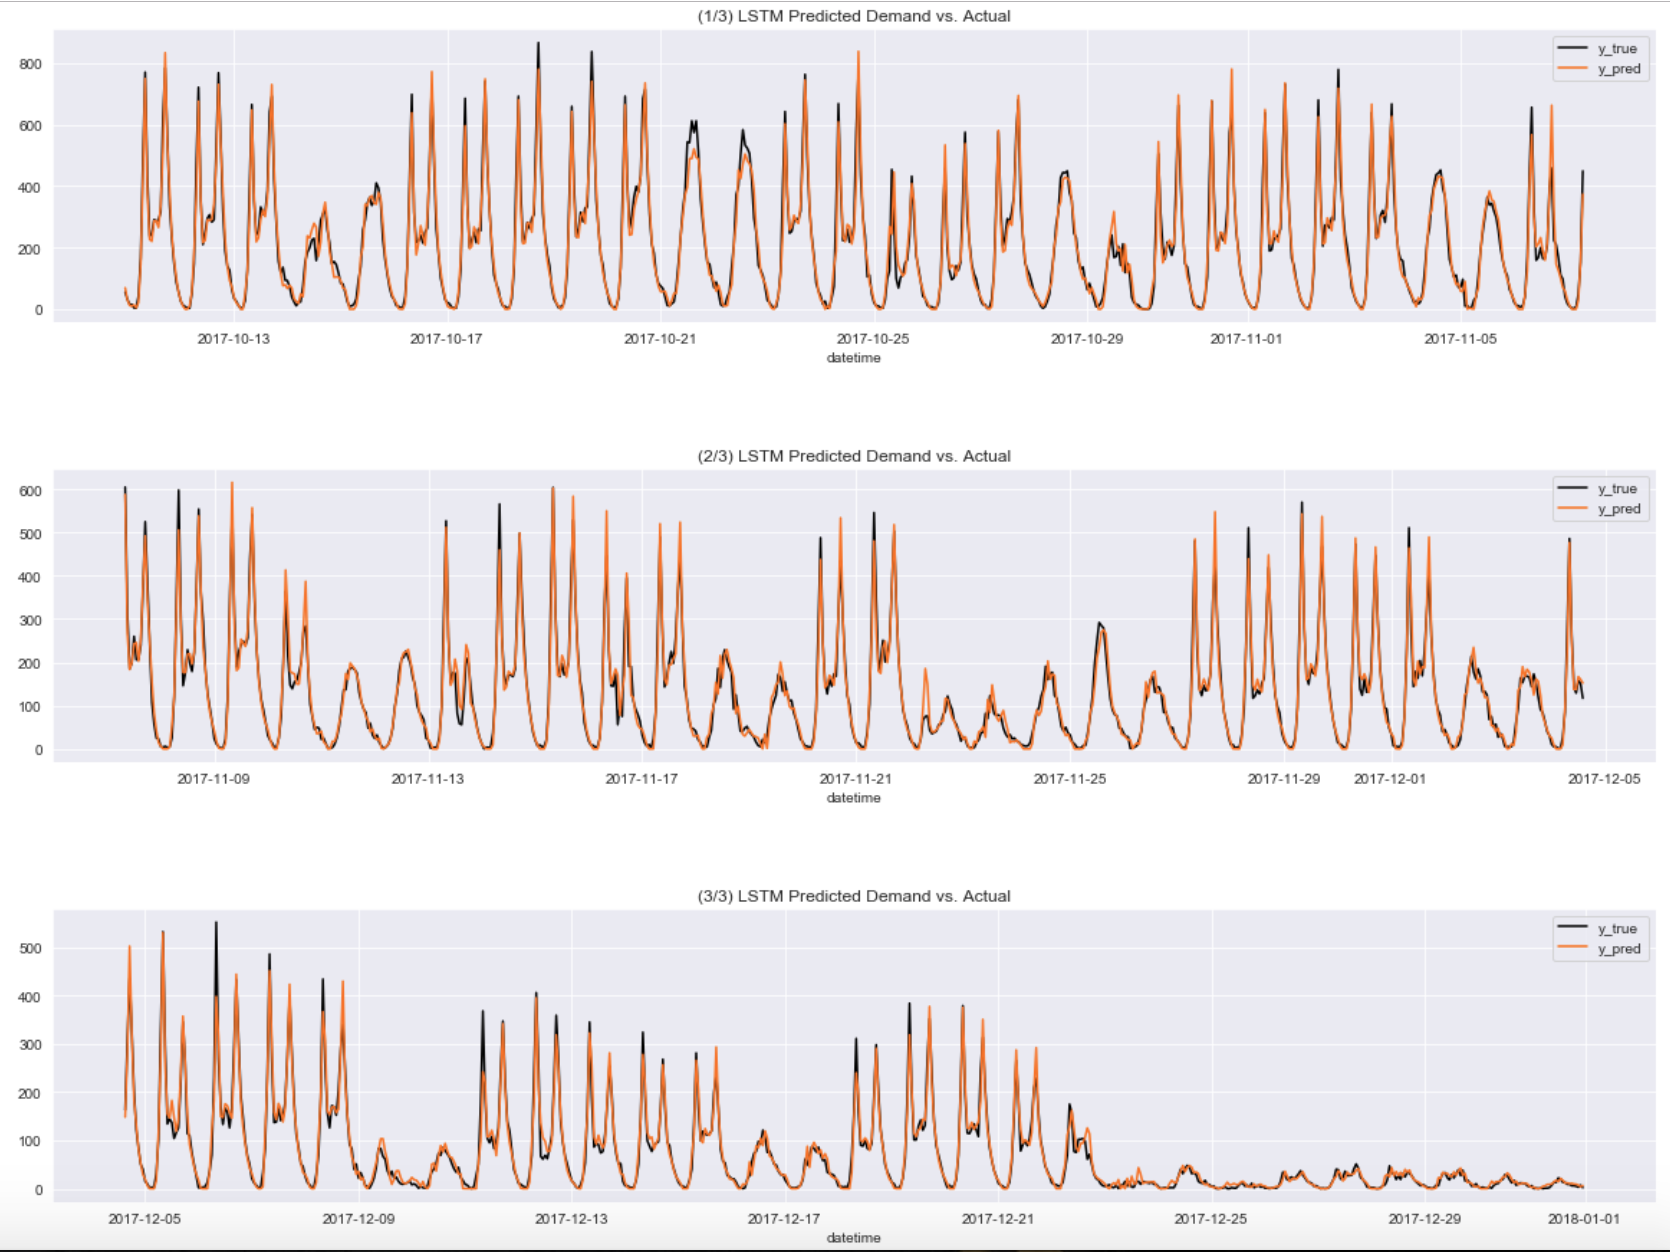 (1/3) LSTM Predicted Demand vs. Actual
y_true
y_pred
800
600
400
200
0
2017-10-13 2017-10-17 2017-10-21 2017-10-25 2017-10-29 2017-11-01 2017-11-05
datetime
(2/3) LSTM Predicted Demand vs. Actual
y_true
y_pred
600
500
400
300
200
100
0
2017-11-09 2017-11-13 2017-11-17 2017-11-21 2017-11-25 2017-11-29 2017-12-01 2017-12-05
datetime
(3/3) LSTM Predicted Demand vs. Actual
y_true
y_pred
500
400
300
200
100
0
2017-12-05 2017-12-09 2017-12-13 2017-12-17 2017-12-21 2017-12-25 2017-12-29 2018-01-01
datetime